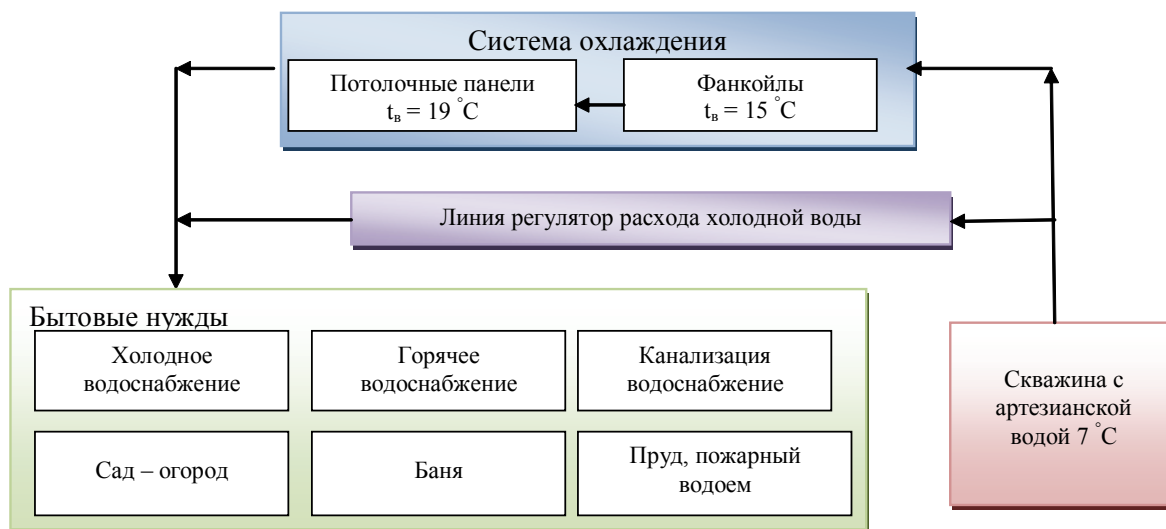 Система охлаждения
Потолочные панели
tв = 19 °C
Фанкойлы
tв = 15 °C
Линия регулятор расхода холодной воды
Бытовые нужды
Холодное
водоснабжение
Горячее
водоснабжение
Канализация
водоснабжение
Сад – огород
Баня
Пруд, пожарный
водоем
Скважина с
артезианской
водой 7 °C